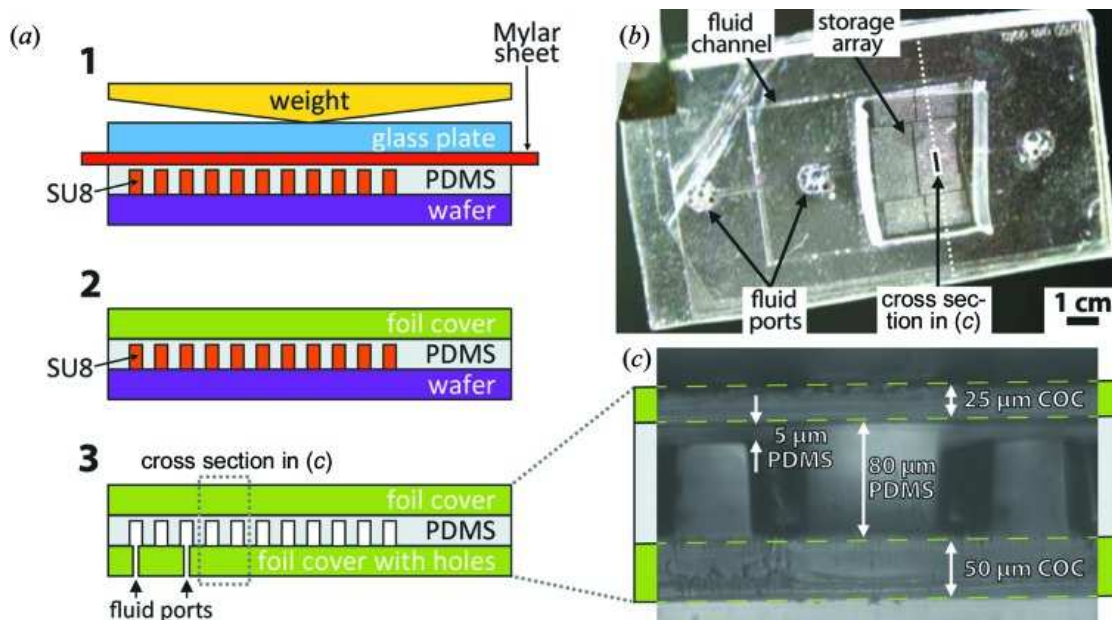 (a)
Mylar
sheet
1
weight
glass plate
SU8
PDMS
wafer
2
foil cover
SU8
PDMS
wafer
3
cross section in (c)
foil cover
PDMS
foil cover with holes
fluid ports
(b)
fluid
channel
storage
array
fluid
ports
cross sec-
tion in (c)
1 cm
(c)
25 µm COC
5 µm
PDMS
80 µm
PDMS
50 µm COC